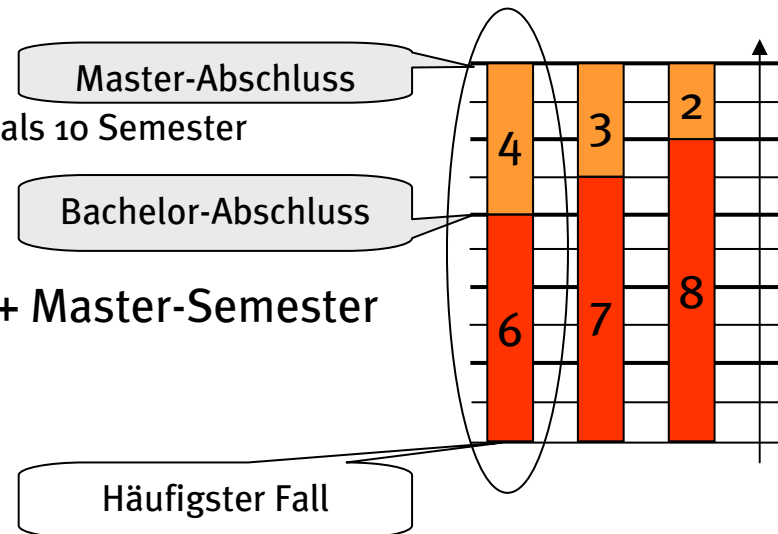 Master-Abschluss
als 10 Semester
Bachelor-Abschluss
+ Master-Semester
Häufigster Fall
4
3
2
6
7
8